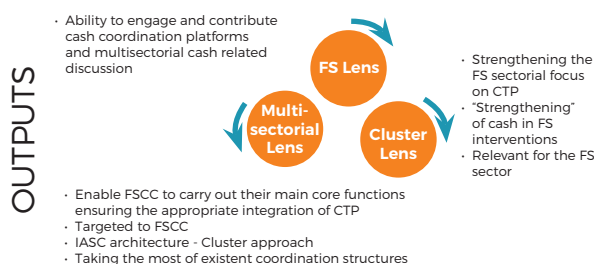 OUTPUTS
· Ability to engage and contribute
cash coordination platforms
and multisectorial cash related
discussion
FS Lens
Multi-
sectorial
Lens
Cluster
Lens
· Strengthening the
FS sectorial focus
on CTP
· “Strengthening”
of cash in FS
interventions
· Relevant for the FS
sector
· Enable FSCC to carry out their main core functions
ensuring the appropriate integration of CTP
· Targeted to FSCC
· IASC architecture - Cluster approach
· Taking the most of existent coordination structures